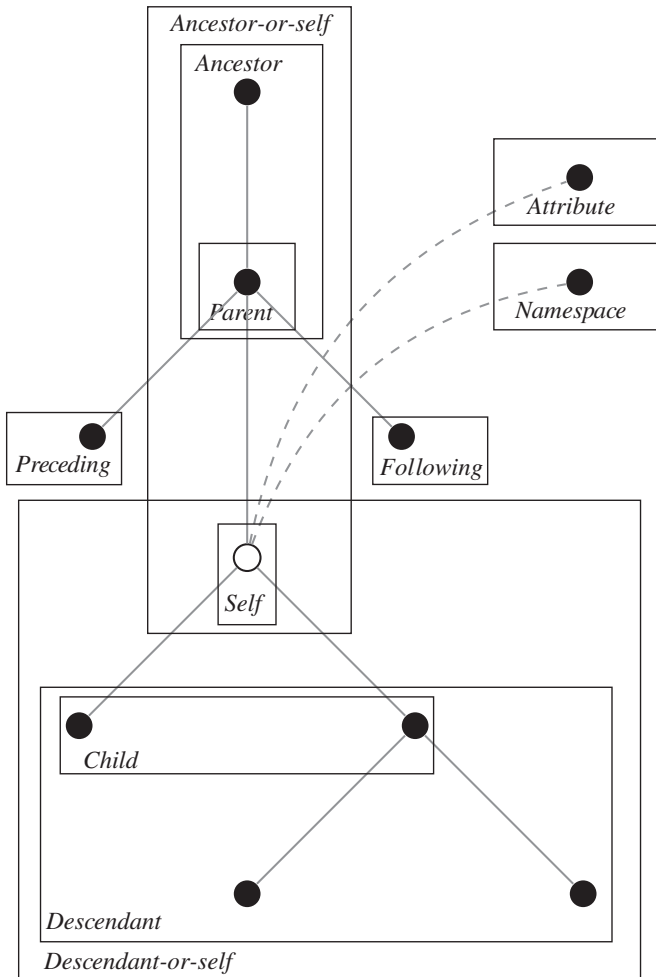 Ancestor-or-self
Ancestor
Attribute
Parent
Namespace
Preceding
Following
Self
Child
Descendant
Descendant-or-self